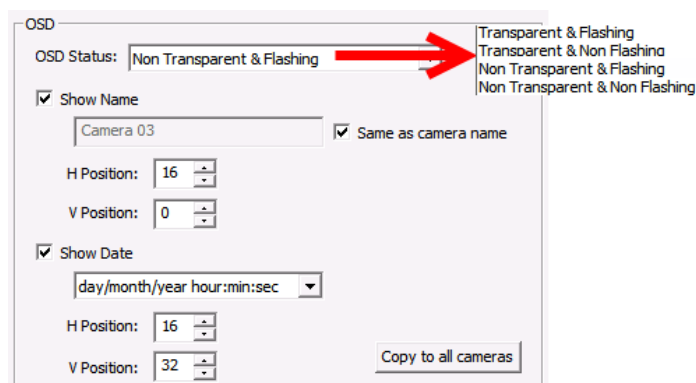 OSD
OSD Status: Non Transparent & Flashing
Transparent & Flashing
Transparent & Non Flashing
Non Transparent & Flashing
Non Transparent & Non Flashing
Show Name
Camera 03 Same as camera name
H Position: 16
V Position: 0
Show Date
day/month/year hour:min:sec
H Position: 16
V Position: 32 Copy to all cameras